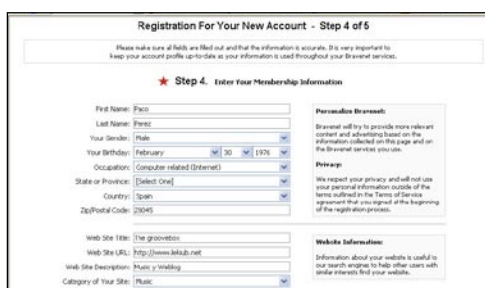 Registration For Your New Account - Step 4 of 5
Please make sure all fields are filled out and that the information is accurate. It is very important to
keep your account profile up-to-date as your information is used throughout your Bravenet services.
Step 4. Enter Your Membership Information
First Name: Paco
Last Name: Perez
Your Gender: Male
Your Birthday: February 30 1976
Occupation: Computer related (Internet)
State or Province: [Select One]
Country: Spain
Zip/Postal Code: 29045
Personalize Bravenet:
Bravenet will try to provide more relevant
content and advertising based on the
information collected on this page and on
the Bravenet services you use.
Privacy:
We respect your privacy and will not use
your personal information outside of the
terms outlined in the Terms of Service
agreement that you signed at the beginning
of the registration process.
Web Site Title: The groovebox
Web Site URL: http://www.
Web Site Description: Music y Weblog
Category of Your Site: Music
Website Information:
Information about your website is useful to
our search engines to help other users with
similar interests find your website.